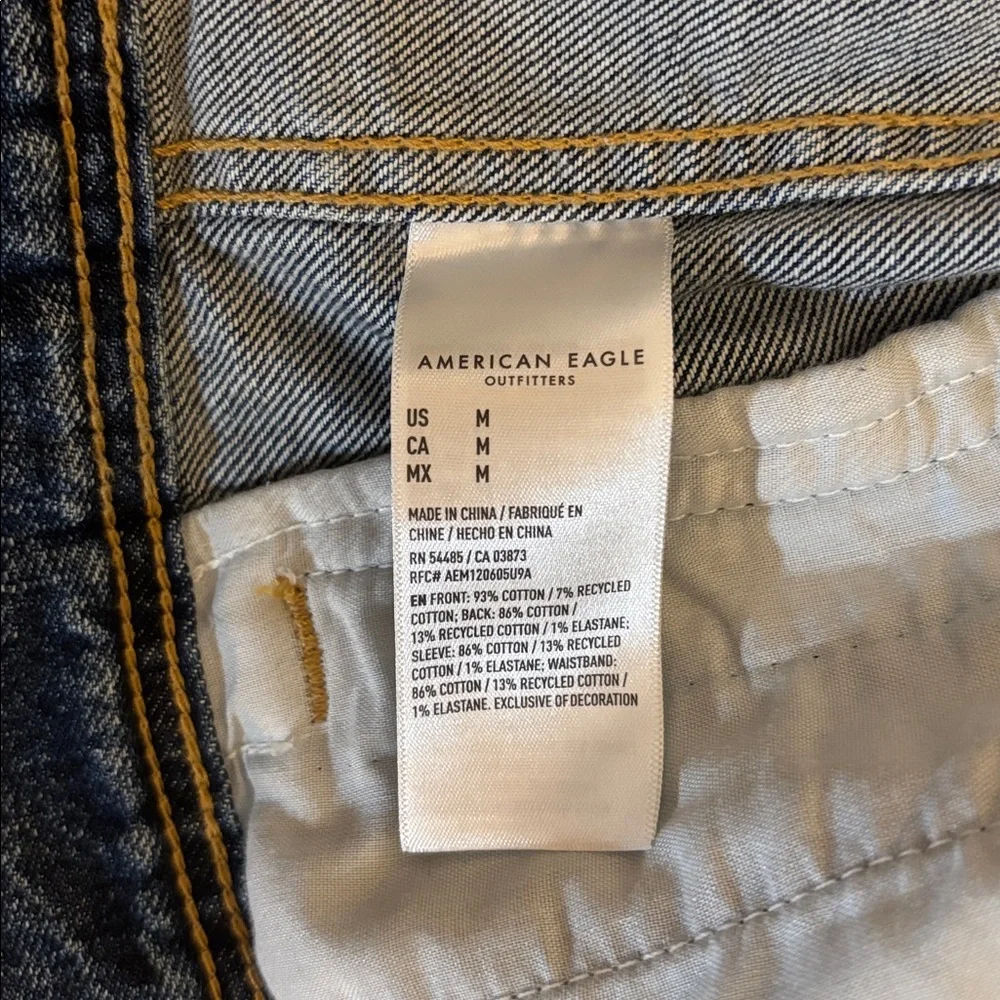 AMERICAN EAGLE
OUTFITTERS
US M
CA M
MX M
MADE IN CHINA / FABRIQUÉ EN
CHINE / HECHO EN CHINA
RN 54485 / CA 03873
RFC# AEM120605U9A
EN FRONT: 93% COTTON / 7% RECYCLED
COTTON; BACK: 86% COTTON /
13% RECYCLED COTTON / 1% ELASTANE;
SLEEVE: 86% COTTON / 13% RECYCLED
COTTON / 1% ELASTANE; WAISTBAND:
86% COTTON / 13% RECYCLED COTTON /
1% ELASTANE. EXCLUSIVE OF DECORATION